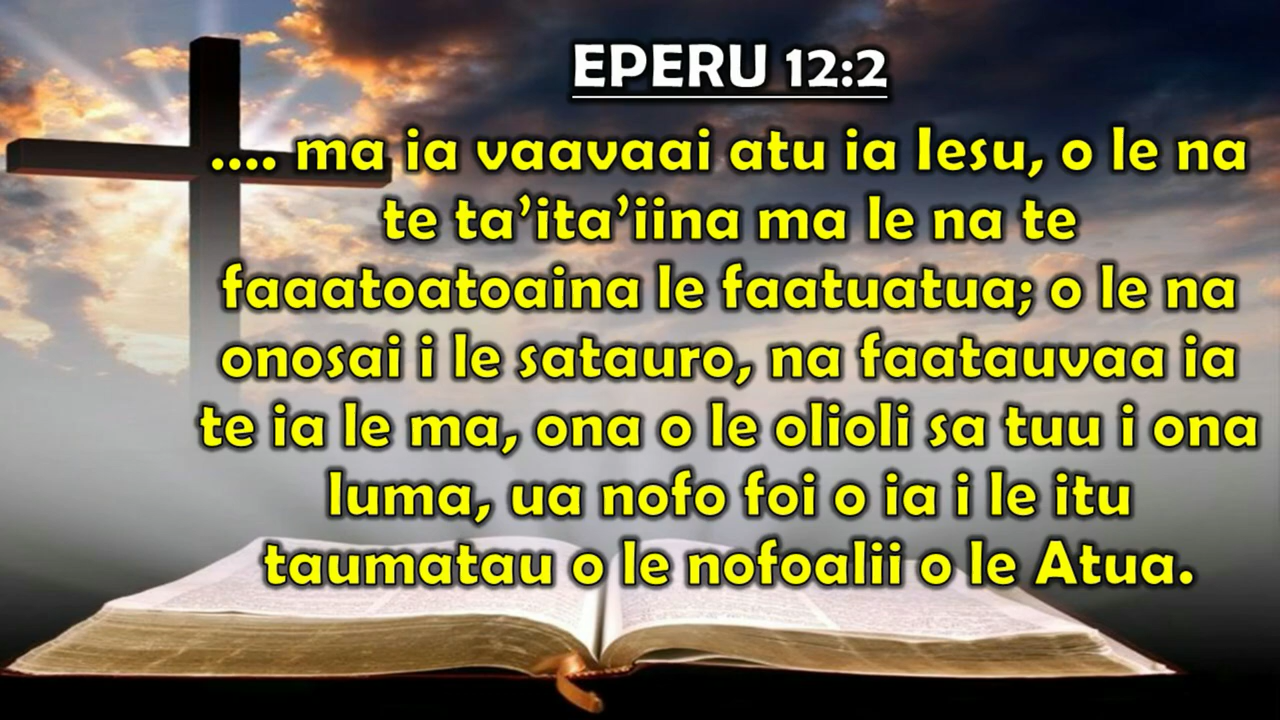 EPERU 12:2
.... ma ia vaavaai atu ia Iesu, o le na
te ta’ita’iina ma le na te
faaatoatoaina le faatuatua; o le na
onosai i le satauro, na faatauvaa ia
te ia le ma, ona o le olioli sa tuu i ona
luma, ua nofo foi o ia i le itu
taumatau o le nofoalii o le Atua.